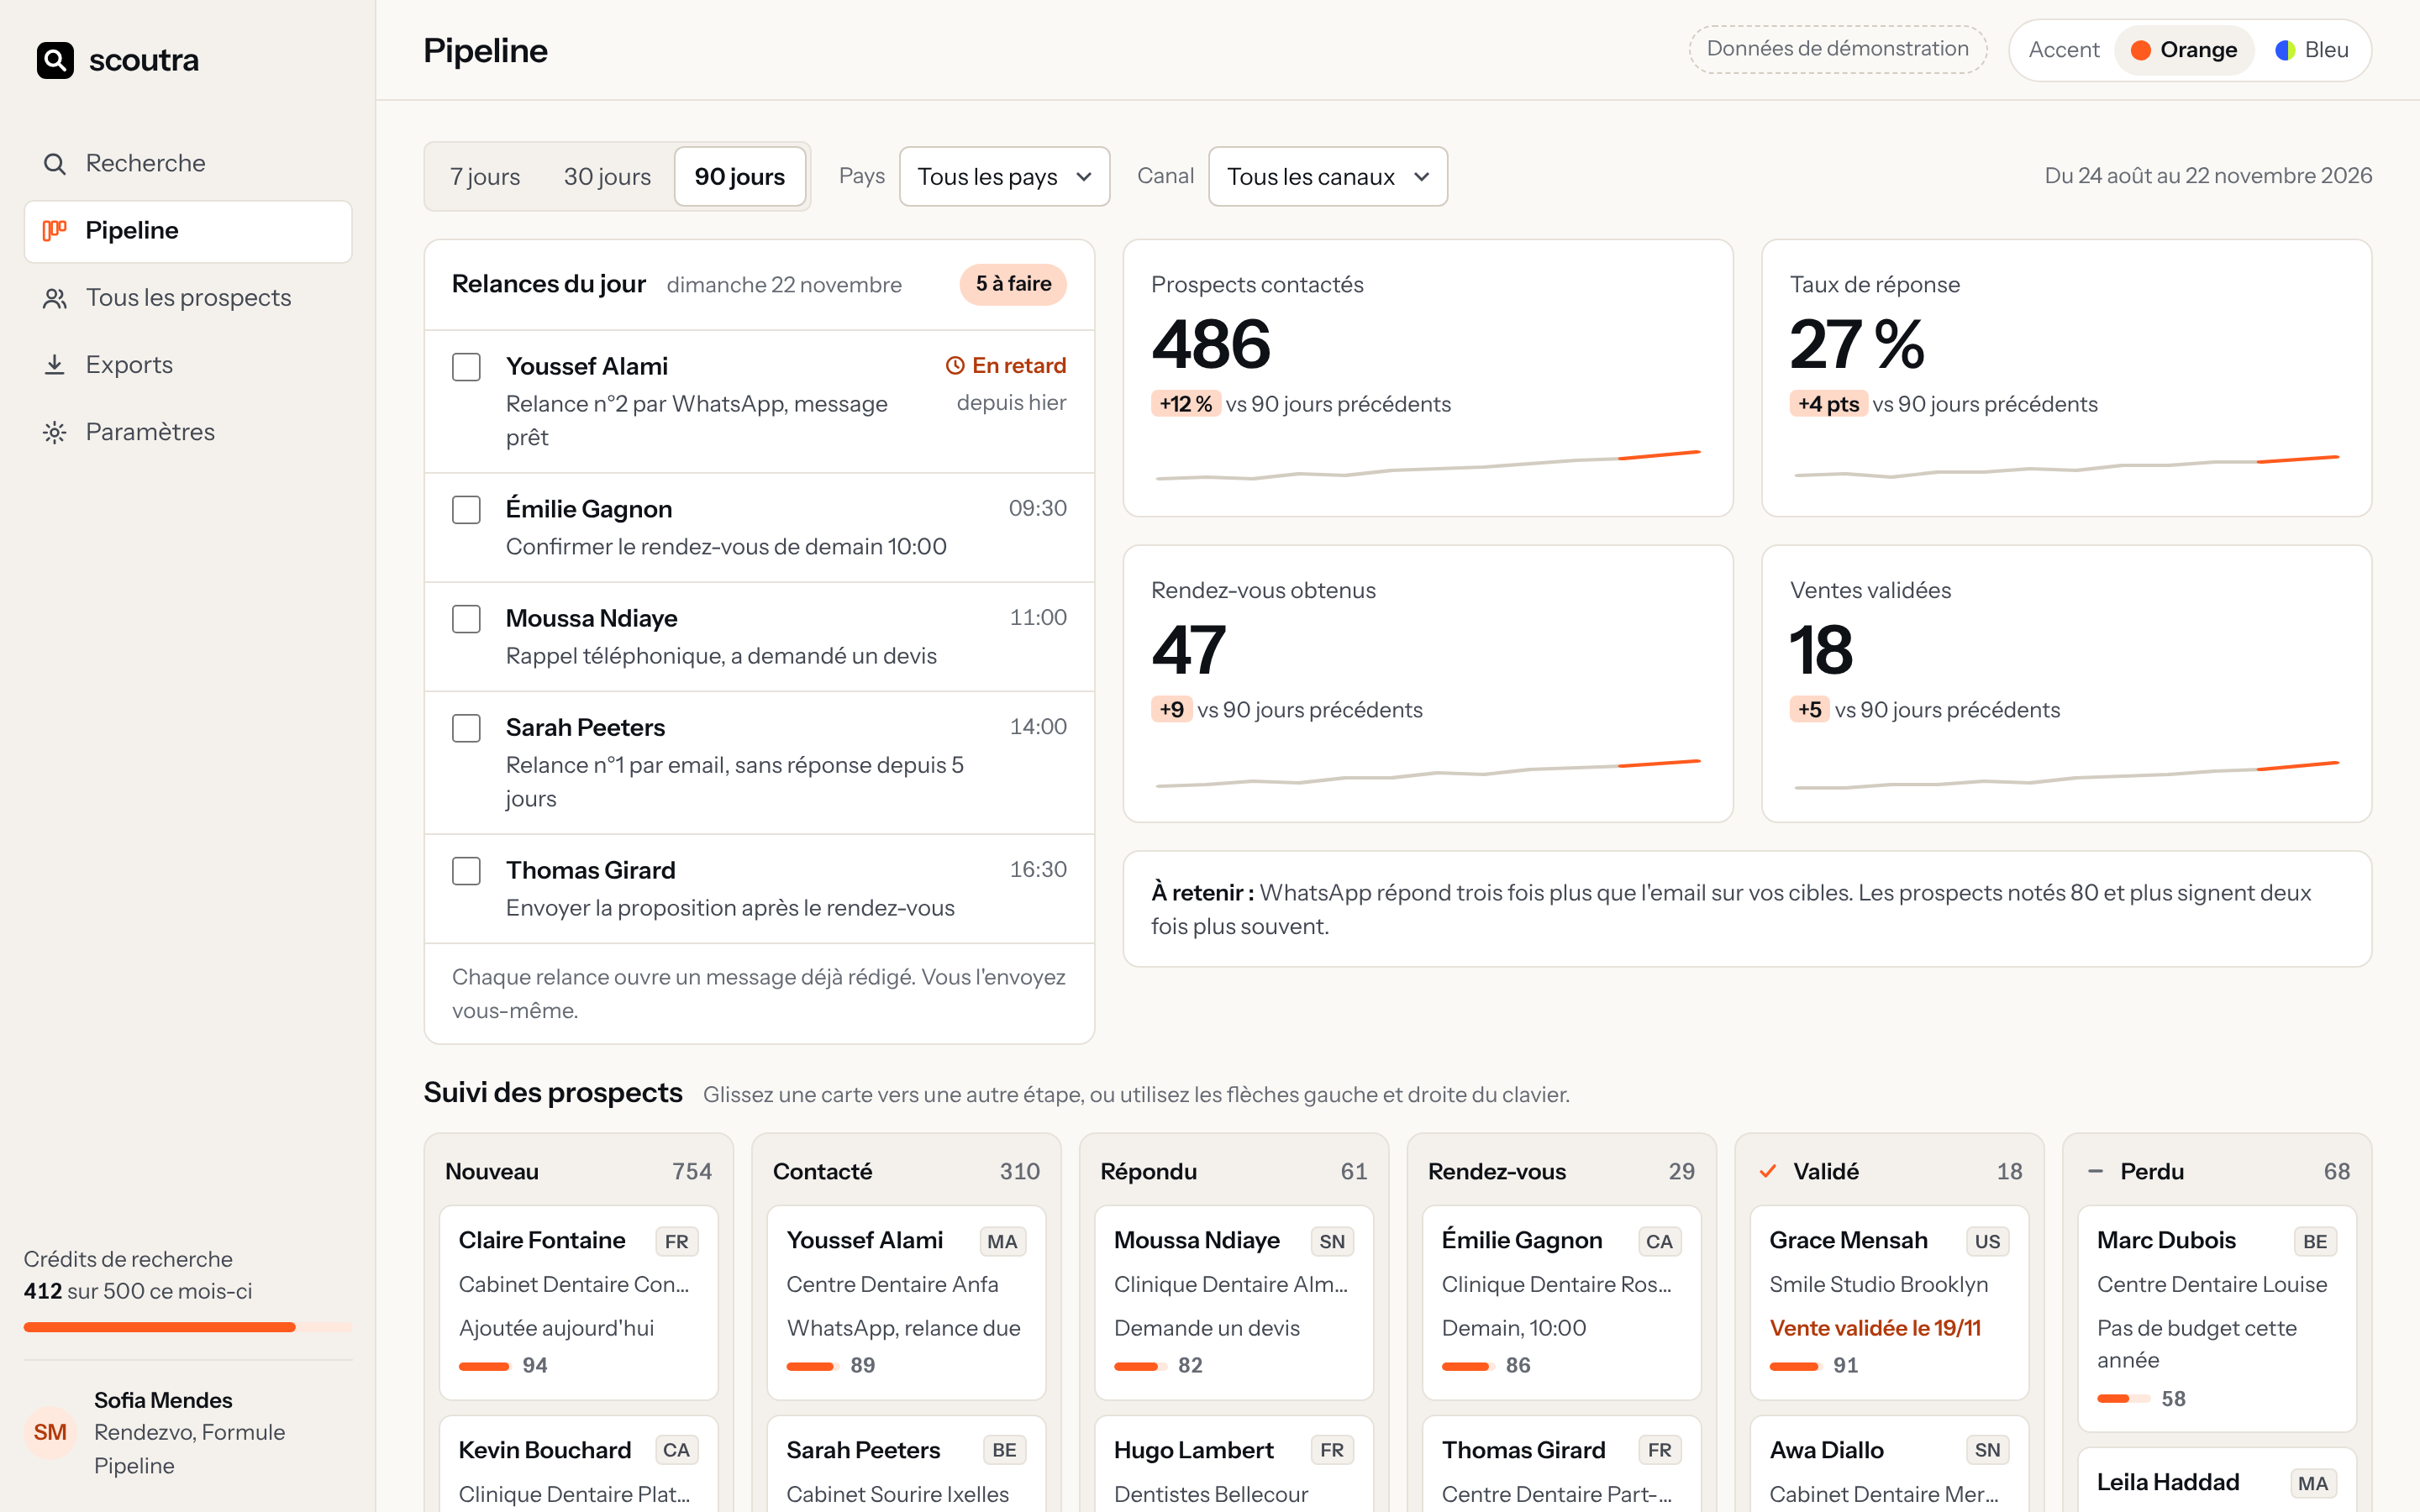 scoutra
Recherche
Pipeline
Tous les prospects
Exports
Paramètres
Crédits de recherche
412 sur 500 ce mois-ci
SM
Sofia Mendes
Rendezvo, Formule
Pipeline
Pipeline
Données de démonstration
Accent
Orange
Bleu
7 jours
30 jours
90 jours
Pays
Tous les pays
Canal
Tous les canaux
Du 24 août au 22 novembre 2026
Relances du jour
dimanche 22 novembre
5 à faire
Youssef Alami
En retard
Relance n°2 par WhatsApp, message
prêt
depuis hier
Émilie Gagnon
09:30
Confirmer le rendez-vous de demain 10:00
Moussa Ndiaye
11:00
Rappel téléphonique, a demandé un devis
Sarah Peeters
14:00
Relance n°1 par email, sans réponse depuis 5
jours
Thomas Girard
16:30
Envoyer la proposition après le rendez-vous
Chaque relance ouvre un message déjà rédigé. Vous l'envoyez
vous-même.
Prospects contactés
486
+12 % vs 90 jours précédents
Taux de réponse
27 %
+4 pts vs 90 jours précédents
Rendez-vous obtenus
47
+9 vs 90 jours précédents
Ventes validées
18
+5 vs 90 jours précédents
À retenir : WhatsApp répond trois fois plus que l'email sur vos cibles. Les prospects notés 80 et plus signent deux
fois plus souvent.
Suivi des prospects
Glissez une carte vers une autre étape, ou utilisez les flèches gauche et droite du clavier.
Nouveau
754
Claire Fontaine
FR
Cabinet Dentaire Con...
Ajoutée aujourd'hui
94
Kevin Bouchard
CA
Clinique Dentaire Plat...
Contacté
310
Youssef Alami
MA
Centre Dentaire Anfa
WhatsApp, relance due
89
Sarah Peeters
BE
Cabinet Sourire Ixelles
Répondu
61
Moussa Ndiaye
SN
Clinique Dentaire Alm...
Demande un devis
82
Hugo Lambert
FR
Dentistes Bellecour
Rendez-vous
29
Émilie Gagnon
CA
Clinique Dentaire Ros...
Demain, 10:00
86
Thomas Girard
FR
Centre Dentaire Part-...
Validé
18
Grace Mensah
US
Smile Studio Brooklyn
Vente validée le 19/11
91
Awa Diallo
SN
Cabinet Dentaire Mer...
Perdu
68
Marc Dubois
BE
Centre Dentaire Louise
Pas de budget cette
année
58
Leila Haddad
MA